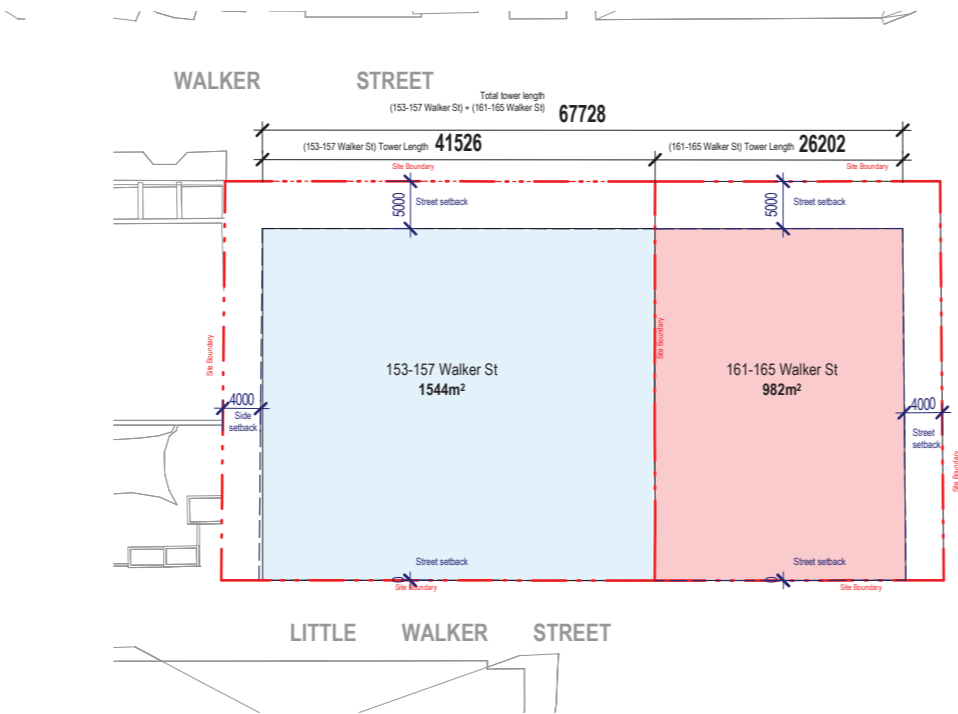 WALKER STREET
Total tower length
(153-157 Walker St) + (161-165 Walker St) 67728
(153-157 Walker St) Tower Length 41526
(161-165 Walker St) Tower Length 26202
Site Boundary
Site Boundary
5000
Street setback
5000
Street setback
Site Boundary
Site Boundary
153-157 Walker St
1544m²
161-165 Walker St
982m²
4000
Side
setback
4000
Street
setback
Site Boundary
Street setback
0
Site Boundary
Street setback
0
Site Boundary
LITTLE WALKER STREET